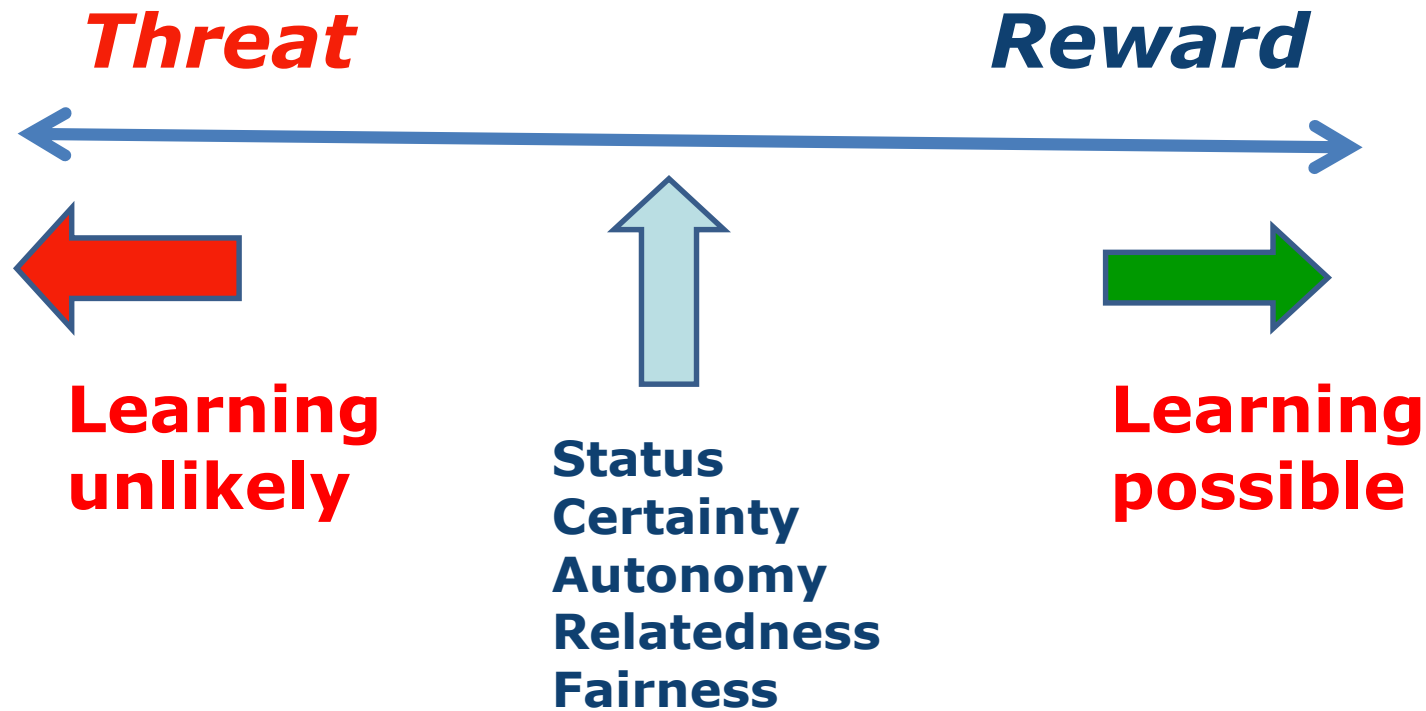 Threat
Reward
Learning
unlikely
Status
Certainty
Autonomy
Relatedness
Fairness
Learning
possible